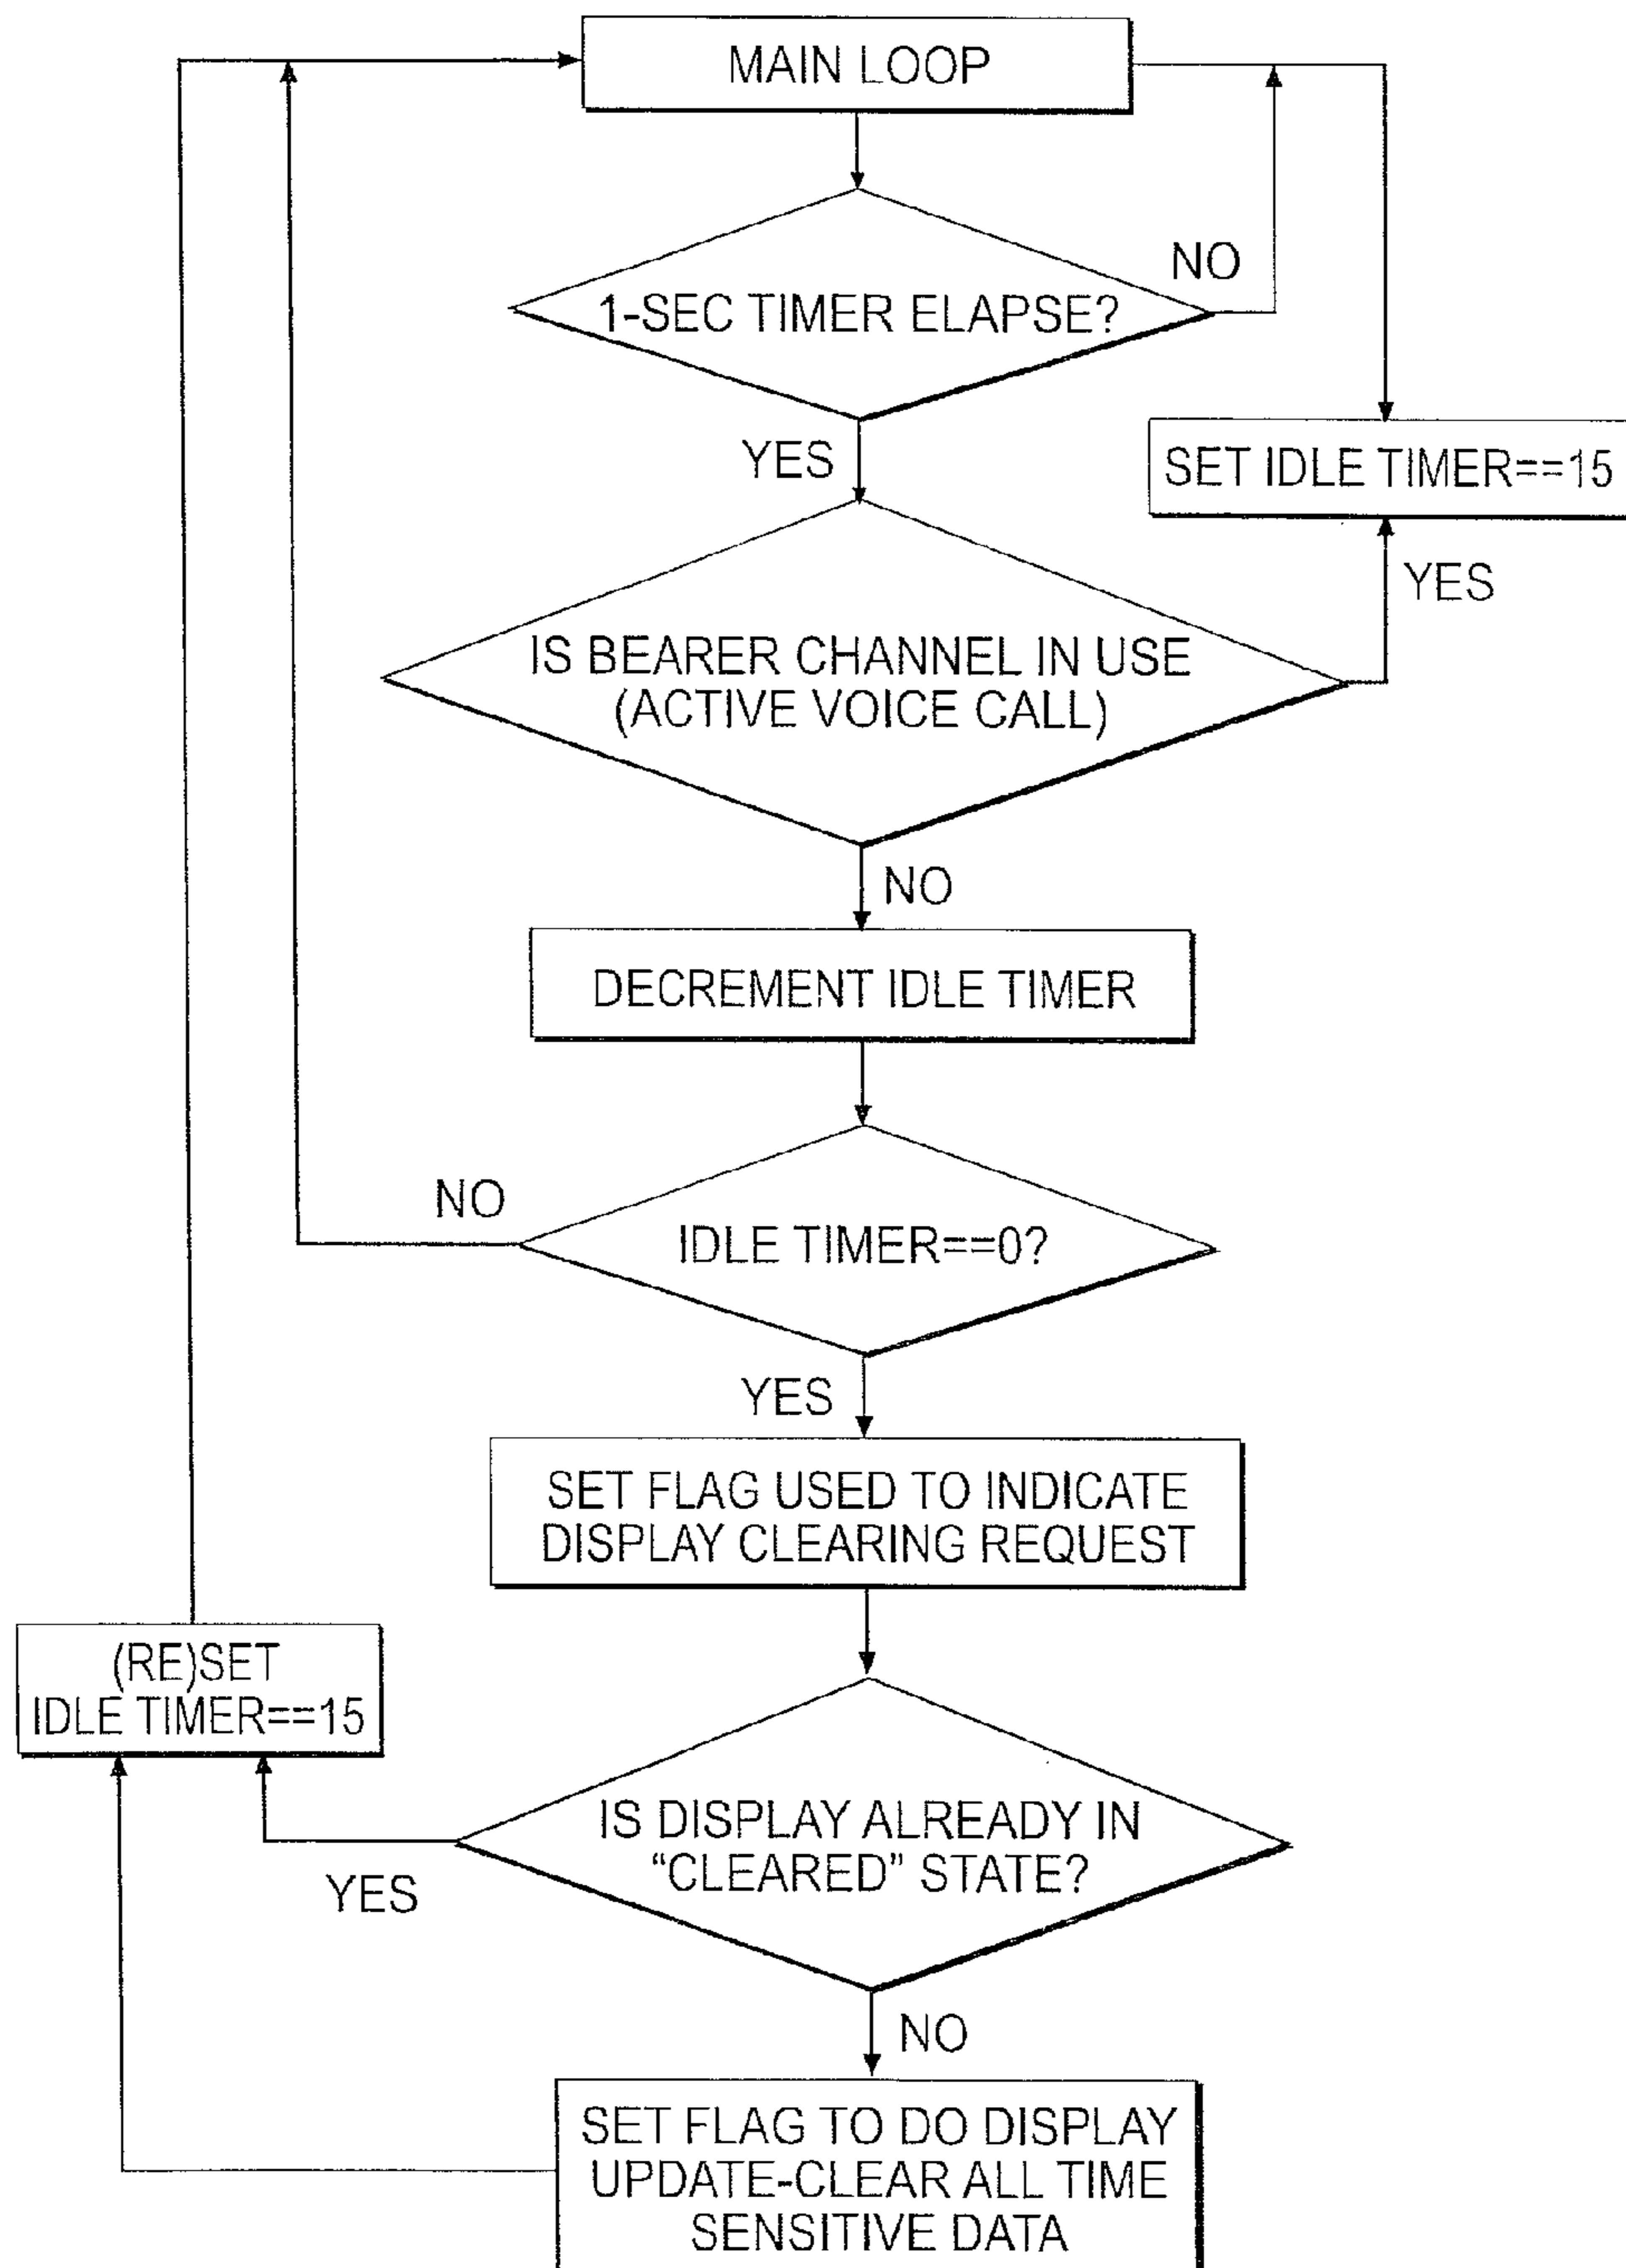 MAIN LOOP
NO
1-SEC TIMER ELAPSE?
YES
SET IDLE TIMER==15
YES
IS BEARER CHANNEL IN USE
(ACTIVE VOICE CALL)
NO
DECREMENT IDLE TIMER
NO
IDLE TIMER==0?
YES
SET FLAG USED TO INDICATE
DISPLAY CLEARING REQUEST
(RE)SET
IDLE TIMER==15
IS DISPLAY ALREADY IN
“CLEARED” STATE?
YES
NO
SET FLAG TO DO DISPLAY
UPDATE-CLEAR ALL TIME
SENSITIVE DATA